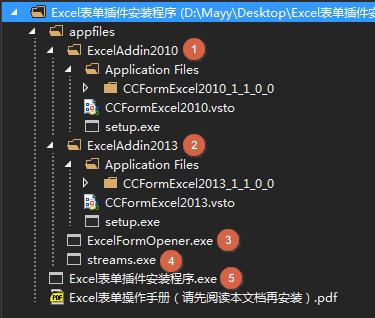 Excel表单插件安装程序 (D:\Mayy\Desktop\Excel表单插件
appfiles
ExcelAddin2010 1
Application Files
CCFormExcel2010_1_1_0_0
CCFormExcel2010.vsto
setup.exe
ExcelAddin2013 2
Application Files
CCFormExcel2013_1_1_0_0
CCFormExcel2013.vsto
setup.exe
ExcelFormOpener.exe 3
streams.exe 4
Excel表单插件安装程序.exe 5
PDF Excel表单操作手册（请先阅读本文档再安装）.pdf